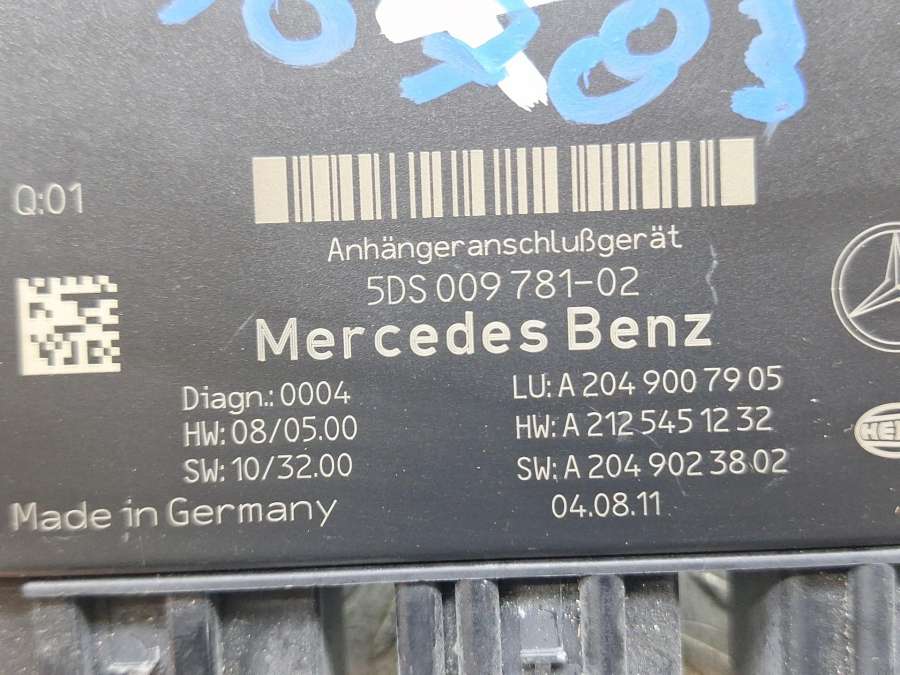 Q:01
Anhängeranschlußgerät
5DS 009 781-02
Mercedes Benz
Diagn.: 0004
LU: A 204 900 79 05
HW: 08/05.00
HW: A 212 545 12 32
SW: 10/32.00
SW: A 204 902 38 02
Made in Germany
04.08.11